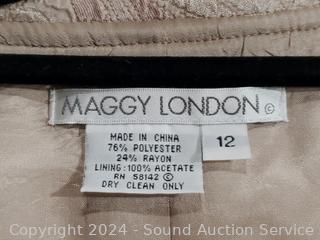 MAGGY LONDON ©
MADE IN CHINA
76% POLYESTER
24% RAYON
LINING:100% ACETATE
RN 58142 ©
DRY CLEAN ONLY
12
Copyright 2024 - Sound Auction Service